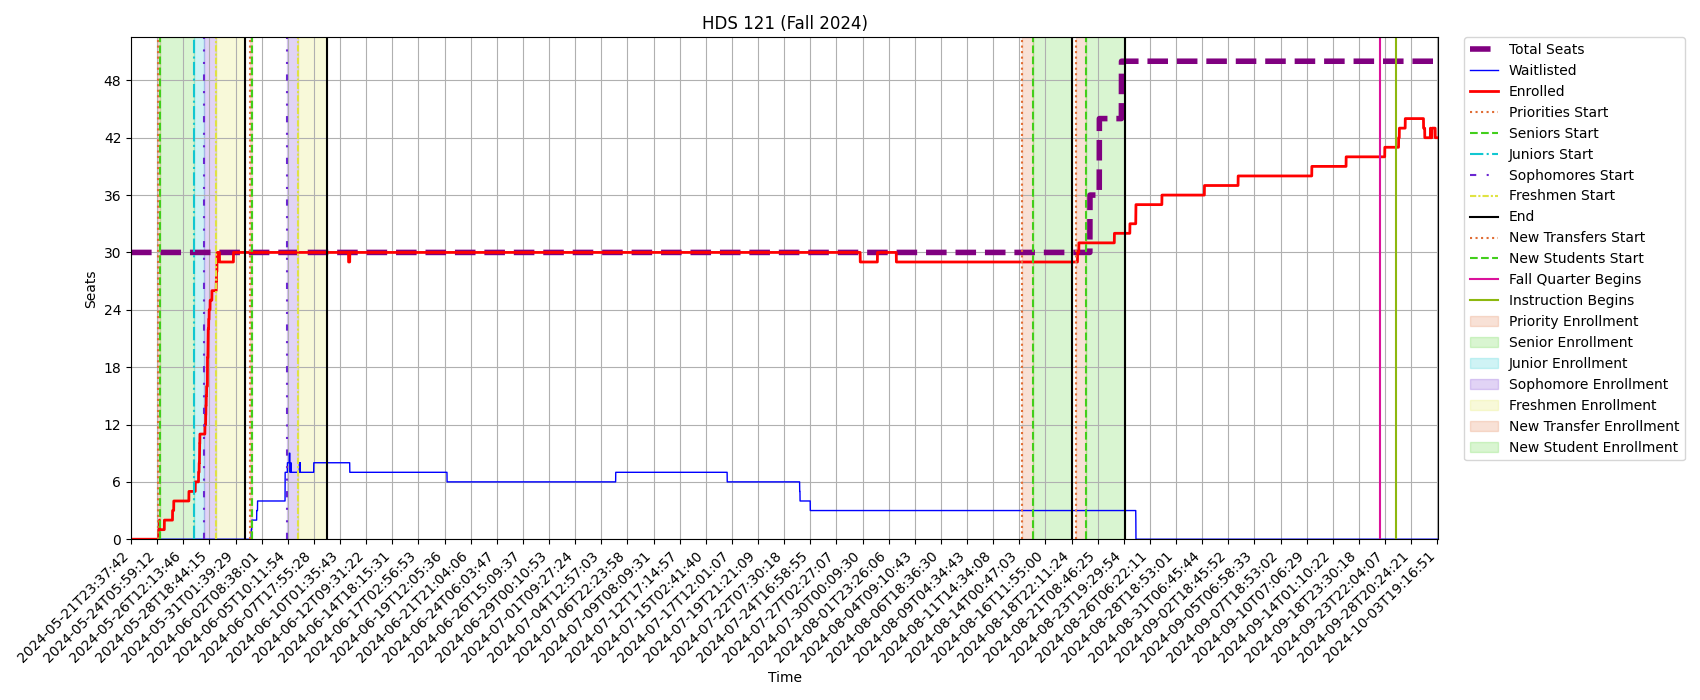 HDS 121 (Fall 2024)
Seats
48
42
36
30
24
18
12
6
0
2024-05-21T23:37:42
2024-05-24T05:59:12
2024-05-26T12:13:46
2024-05-28T18:44:15
2024-05-31T01:39:29
2024-06-02T08:38:01
2024-06-05T10:11:54
2024-06-07T17:55:28
2024-06-10T01:35:43
2024-06-12T09:31:22
2024-06-14T18:15:31
2024-06-17T02:56:53
2024-06-19T12:05:36
2024-06-21T21:04:06
2024-06-24T06:03:47
2024-06-26T15:09:37
2024-06-29T00:10:53
2024-07-01T09:27:24
2024-07-04T12:57:03
2024-07-06T22:23:58
2024-07-09T08:09:31
2024-07-12T17:14:57
2024-07-15T02:41:40
2024-07-17T12:01:07
2024-07-19T21:21:09
2024-07-22T07:30:18
2024-07-24T16:58:55
2024-07-27T02:27:07
2024-07-30T00:09:30
2024-08-01T23:26:06
2024-08-04T09:10:43
2024-08-06T18:36:30
2024-08-09T04:34:43
2024-08-11T14:34:08
2024-08-14T00:47:03
2024-08-16T11:55:00
2024-08-18T22:11:24
2024-08-21T08:46:25
2024-08-23T19:29:54
2024-08-26T06:22:11
2024-08-28T18:53:01
2024-08-31T06:45:44
2024-09-02T18:45:52
2024-09-05T06:58:33
2024-09-07T18:53:02
2024-09-10T07:06:29
2024-09-14T01:10:22
2024-09-18T23:30:18
2024-09-23T22:04:07
2024-09-28T20:24:21
2024-10-03T19:16:51
Time
Total Seats
Waitlisted
Enrolled
Priorities Start
Seniors Start
Juniors Start
Sophomores Start
Freshmen Start
End
New Transfers Start
New Students Start
Fall Quarter Begins
Instruction Begins
Priority Enrollment
Senior Enrollment
Junior Enrollment
Sophomore Enrollment
Freshmen Enrollment
New Transfer Enrollment
New Student Enrollment